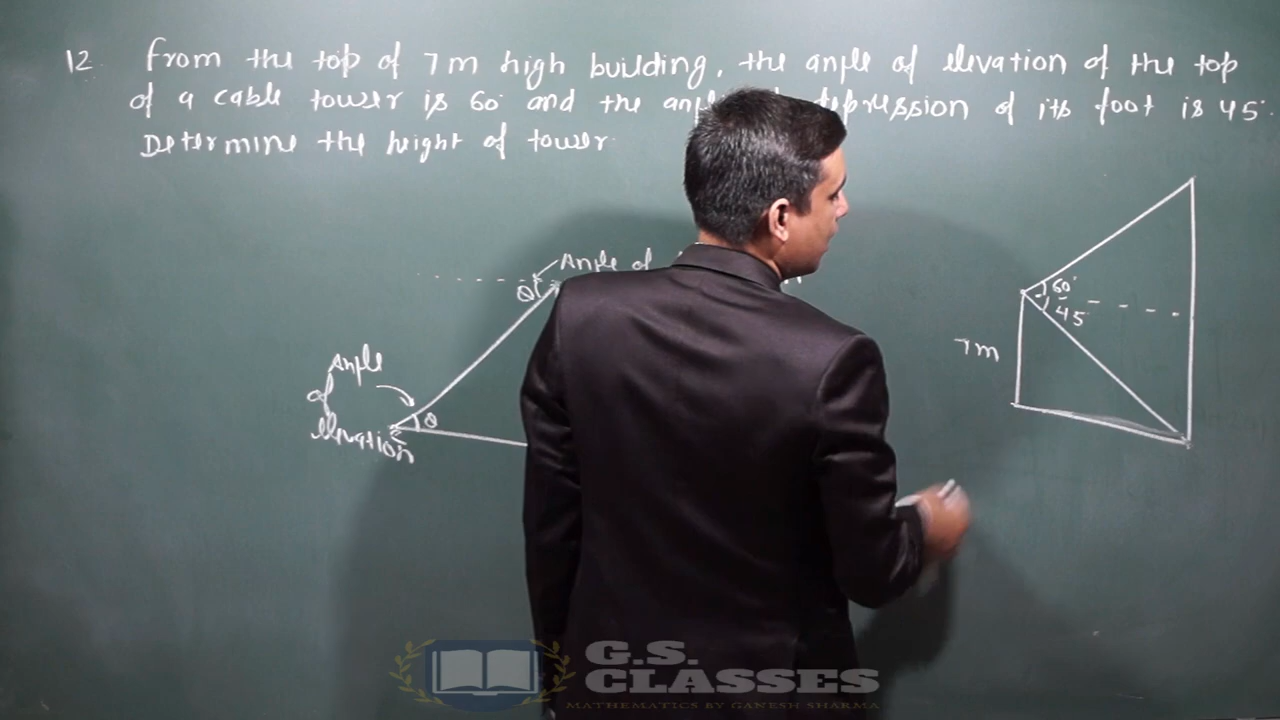 12. From the top of 7m high building, the angle of elevation of the top
of a cable tower is 60° and the depression of its foot is 45°.
Determine the height of tower.
Angle of
θ
Angle
of
elevation
θ
60°
45
7m
G.S.
CLASSES
MATHEMATICS BY GANESH SHARMA